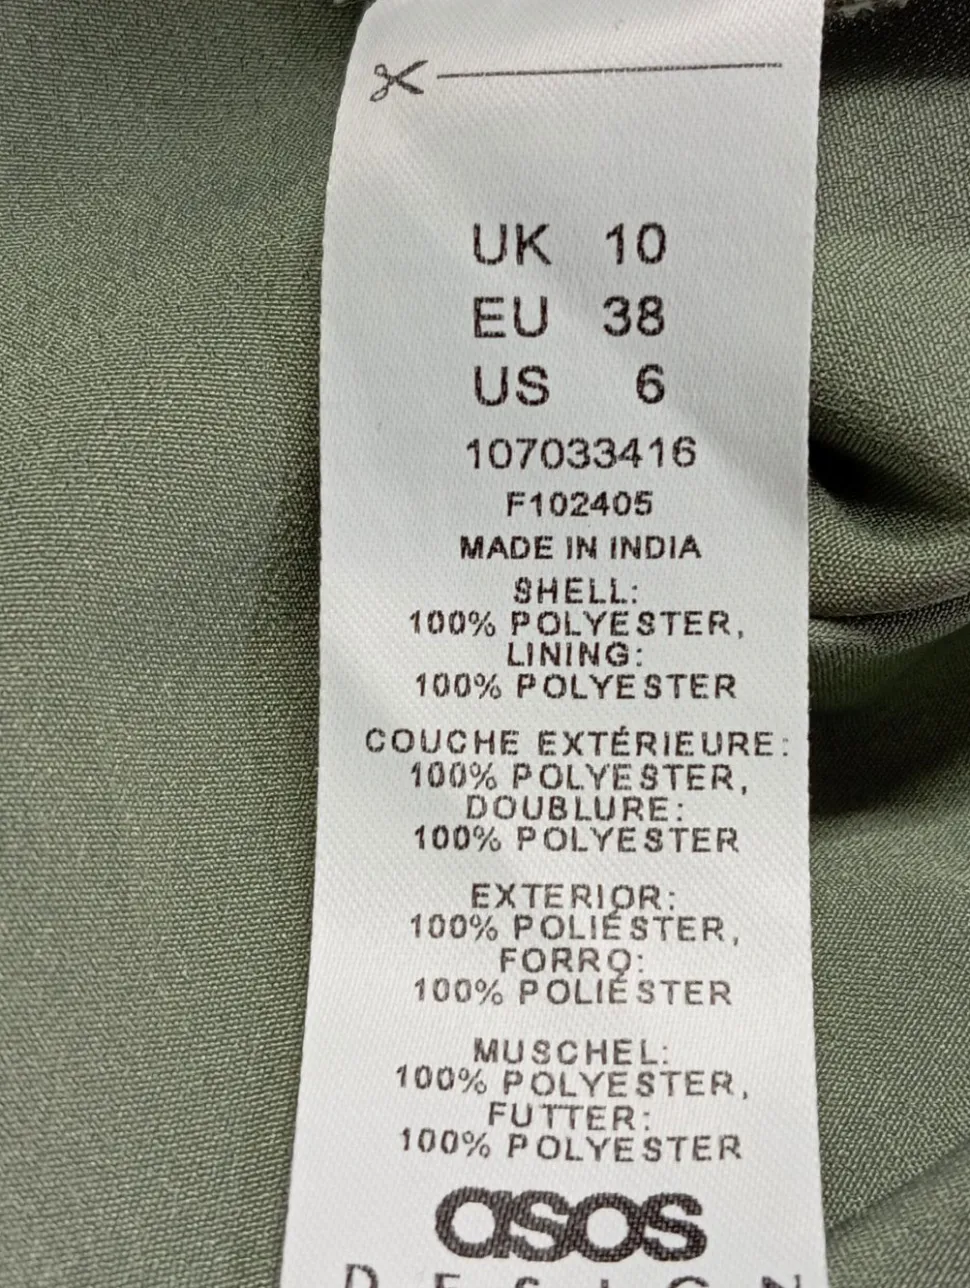 UK 10
EU 38
US 6
107033416
F102405
MADE IN INDIA
SHELL:
100% POLYESTER,
LINING:
100% POLYESTER
COUCHE EXTÉRIEURE:
100% POLYESTER,
DOUBLURE:
100% POLYESTER
EXTERIOR:
100% POLIÉSTER,
FORRO:
100% POLIÉSTER
MUSCHEL:
100% POLYESTER,
FUTTER:
100% POLYESTER
asos
DESIGN